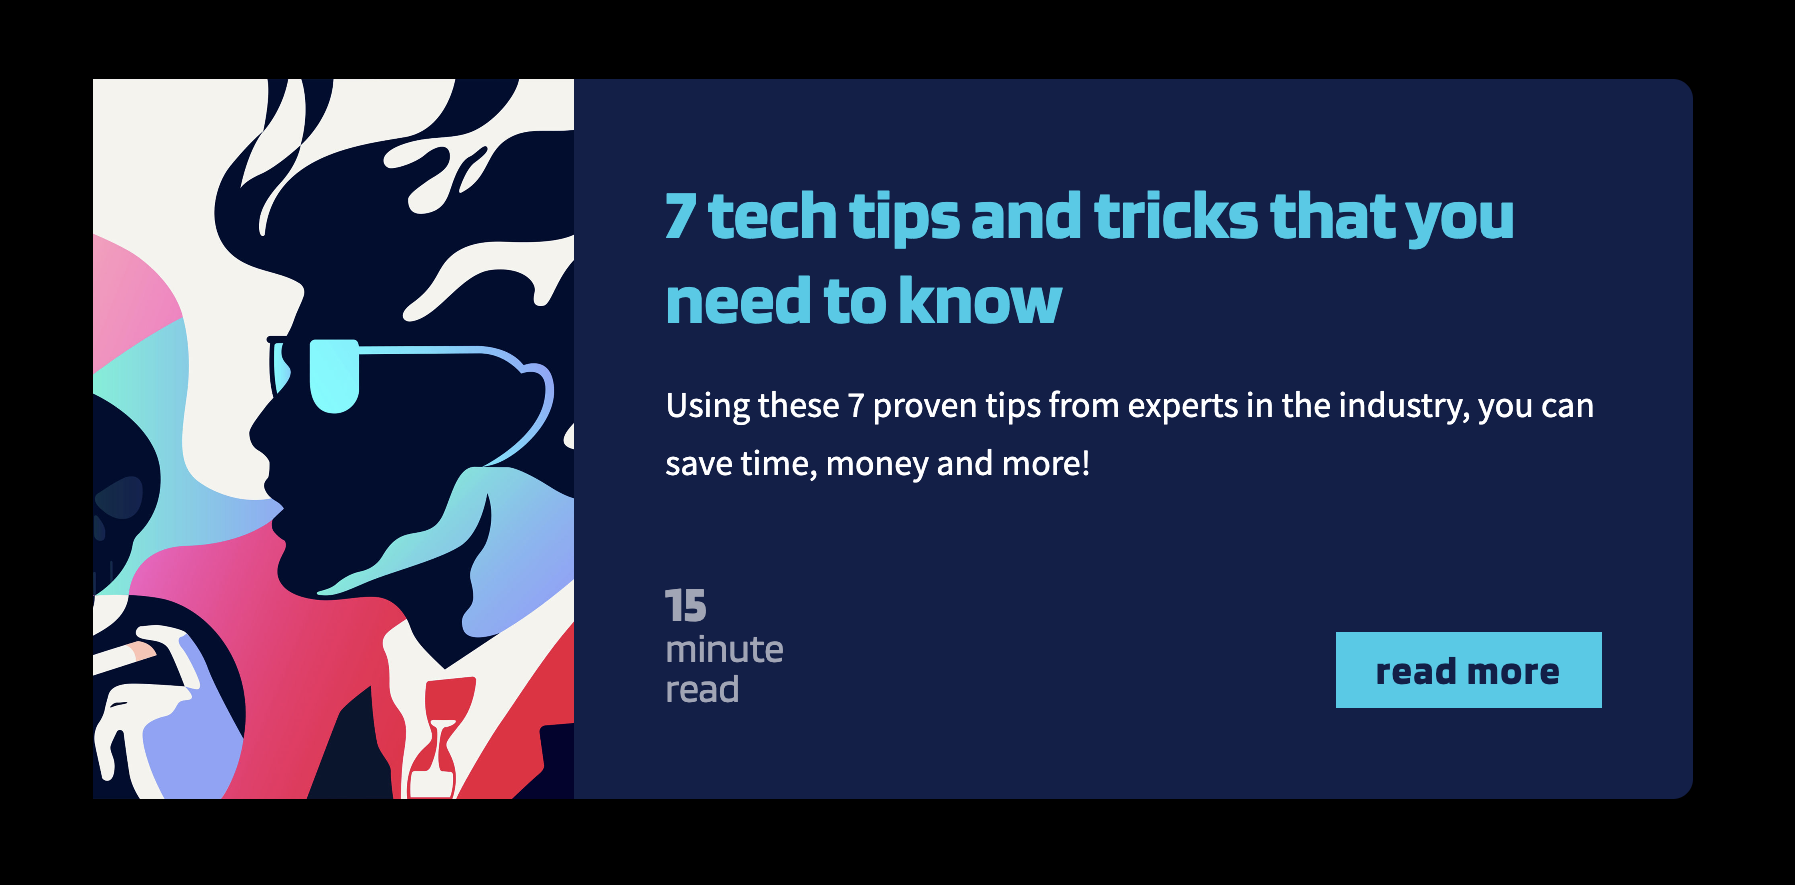 7 tech tips and tricks that you
need to know
Using these 7 proven tips from experts in the industry, you can
save time, money and more!
15
minute
read
read more